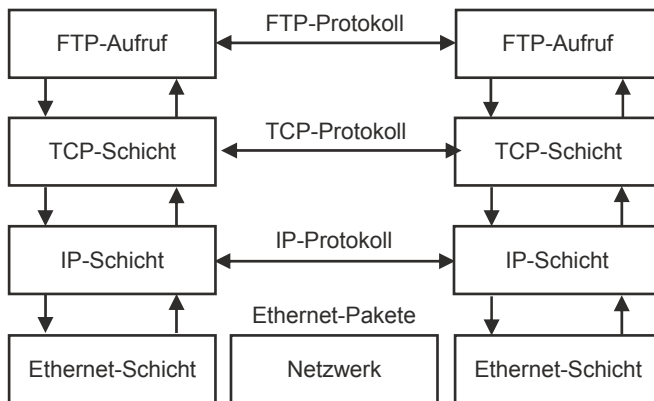 FTP-Aufruf FTP-Protokoll FTP-Aufruf
TCP-Schicht TCP-Protokoll TCP-Schicht
IP-Schicht IP-Protokoll IP-Schicht
Ethernet-Pakete
Ethernet-Schicht Netzwerk Ethernet-Schicht